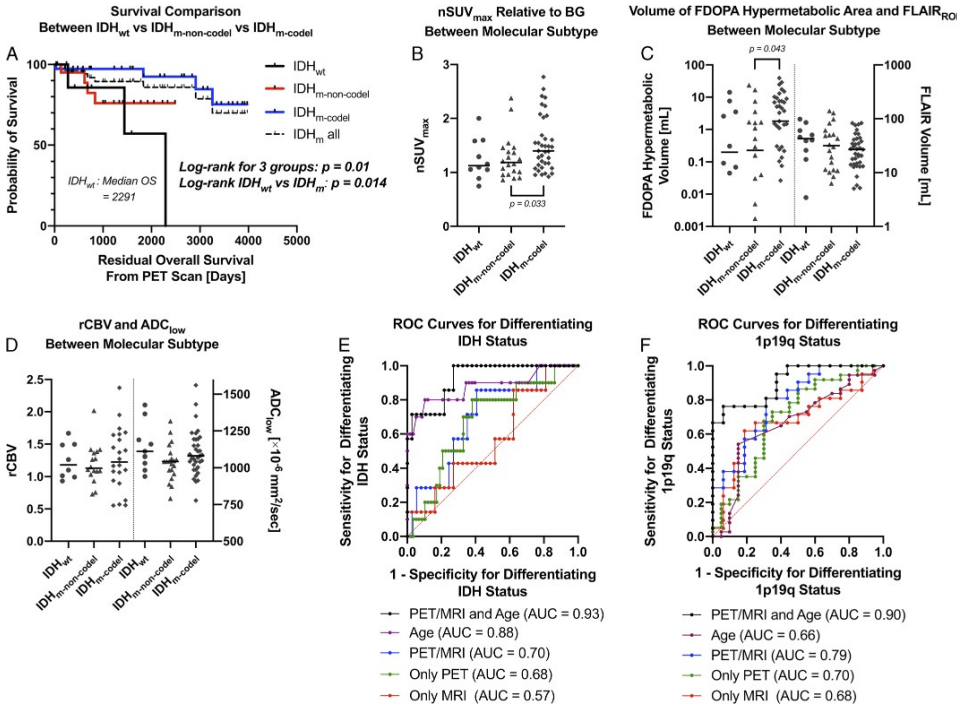 Survival Comparison
Between IDHwt vs IDHm-non-codel vs IDHm-codel
A
Probability of Survival
100
50
0
IDHwt
IDHm-non-codel
IDHm-codel
IDHm all
Log-rank for 3 groups: p = 0.01
Log-rank IDHwt vs IDHm: p = 0.014
IDHwt: Median OS
= 2291
0 1000 2000 3000 4000 5000
Residual Overall Survival
From PET Scan [Days]
nSUVmax Relative to BG
Between Molecular Subtype
B
nSUVmax
3
2
1
0
p = 0.033
IDHwt
IDHm-non-codel
IDHm-codel
Volume of FDOPA Hypermetabolic Area and FLAIRROI
Between Molecular Subtype
C
p = 0.043
FDOPA Hypermetabolic
Volume [mL]
100
10
1
0.1
0.01
0.001
FLAIR Volume [mL]
1000
100
10
1
IDHwt
IDHm-non-codel
IDHm-codel
IDHwt
IDHm-non-codel
IDHm-codel
rCBV and ADClow
Between Molecular Subtype
D
rCBV
2.5
2.0
1.5
1.0
0.5
0.0
ADClow [×10-6 mm2/sec]
1500
1250
1000
750
500
IDHwt
IDHm-non-codel
IDHm-codel
IDHwt
IDHm-non-codel
IDHm-codel
ROC Curves for Differentiating
IDH Status
E
Sensitivity for Differentiating
IDH Status
1.0
0.8
0.6
0.4
0.2
0.0
0.0 0.2 0.4 0.6 0.8 1.0
1 - Specificity for Differentiating
IDH Status
PET/MRI and Age (AUC = 0.93)
Age (AUC = 0.88)
PET/MRI (AUC = 0.70)
Only PET (AUC = 0.68)
Only MRI (AUC = 0.57)
ROC Curves for Differentiating
1p19q Status
F
Sensitivity for Differentiating
1p19q Status
1.0
0.8
0.6
0.4
0.2
0.0
0.0 0.2 0.4 0.6 0.8 1.0
1 - Specificity for Differentiating
1p19q Status
PET/MRI and Age (AUC = 0.90)
Age (AUC = 0.66)
PET/MRI (AUC = 0.79)
Only PET (AUC = 0.70)
Only MRI (AUC = 0.68)